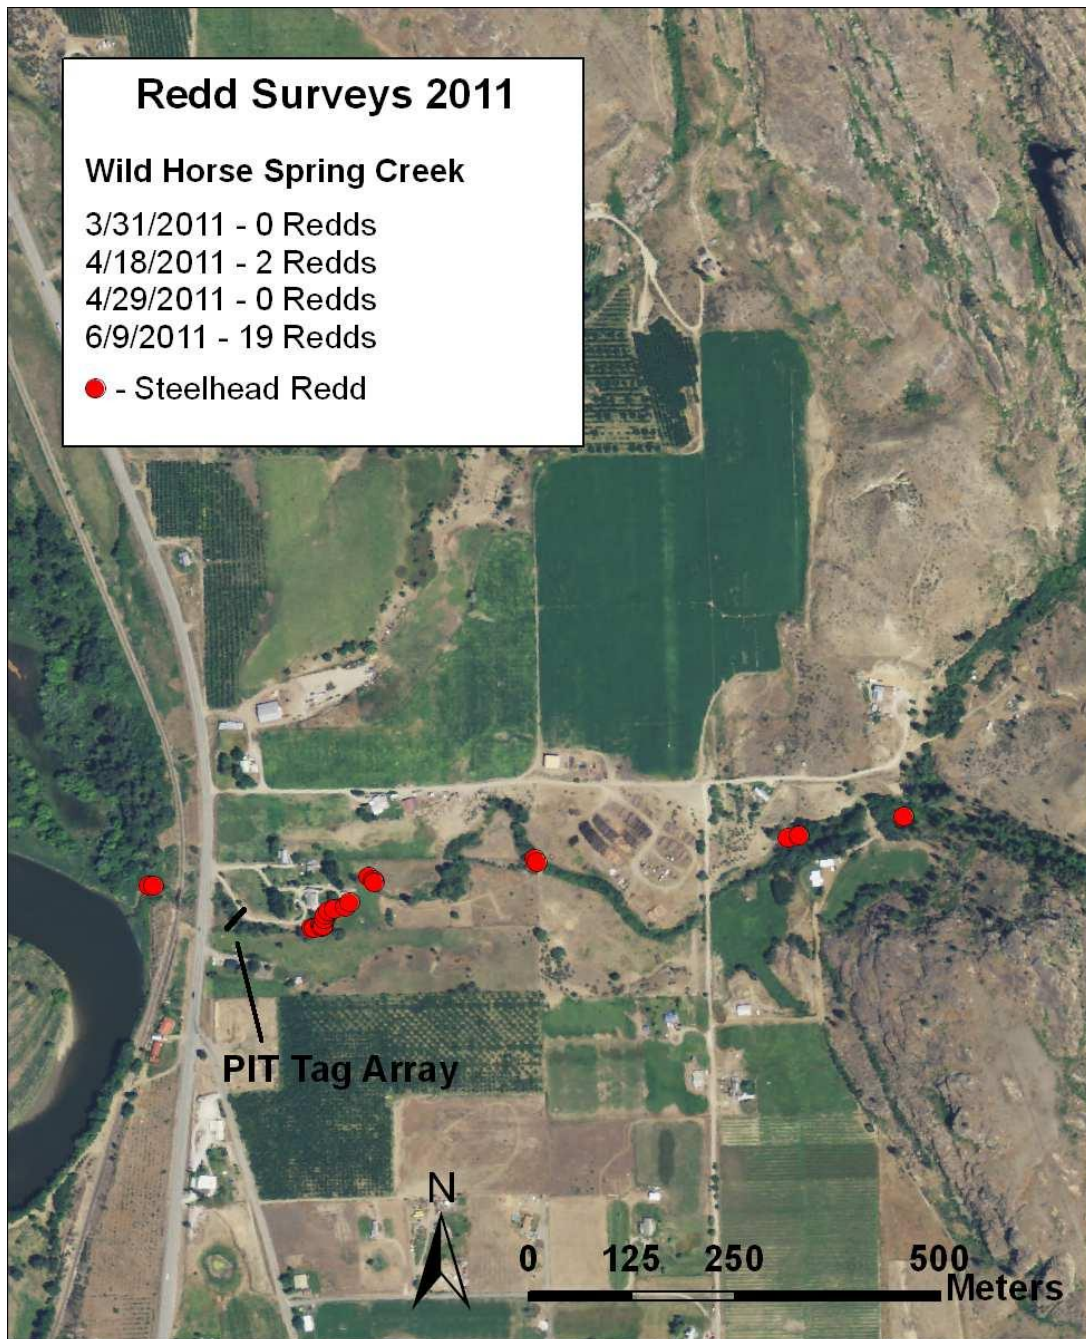 Redd Surveys 2011
Wild Horse Spring Creek
3/31/2011 - 0 Redds
4/18/2011 - 2 Redds
4/29/2011 - 0 Redds
6/9/2011 - 19 Redds
- Steelhead Redd
PIT Tag Array
N
0 125 250 500
Meters